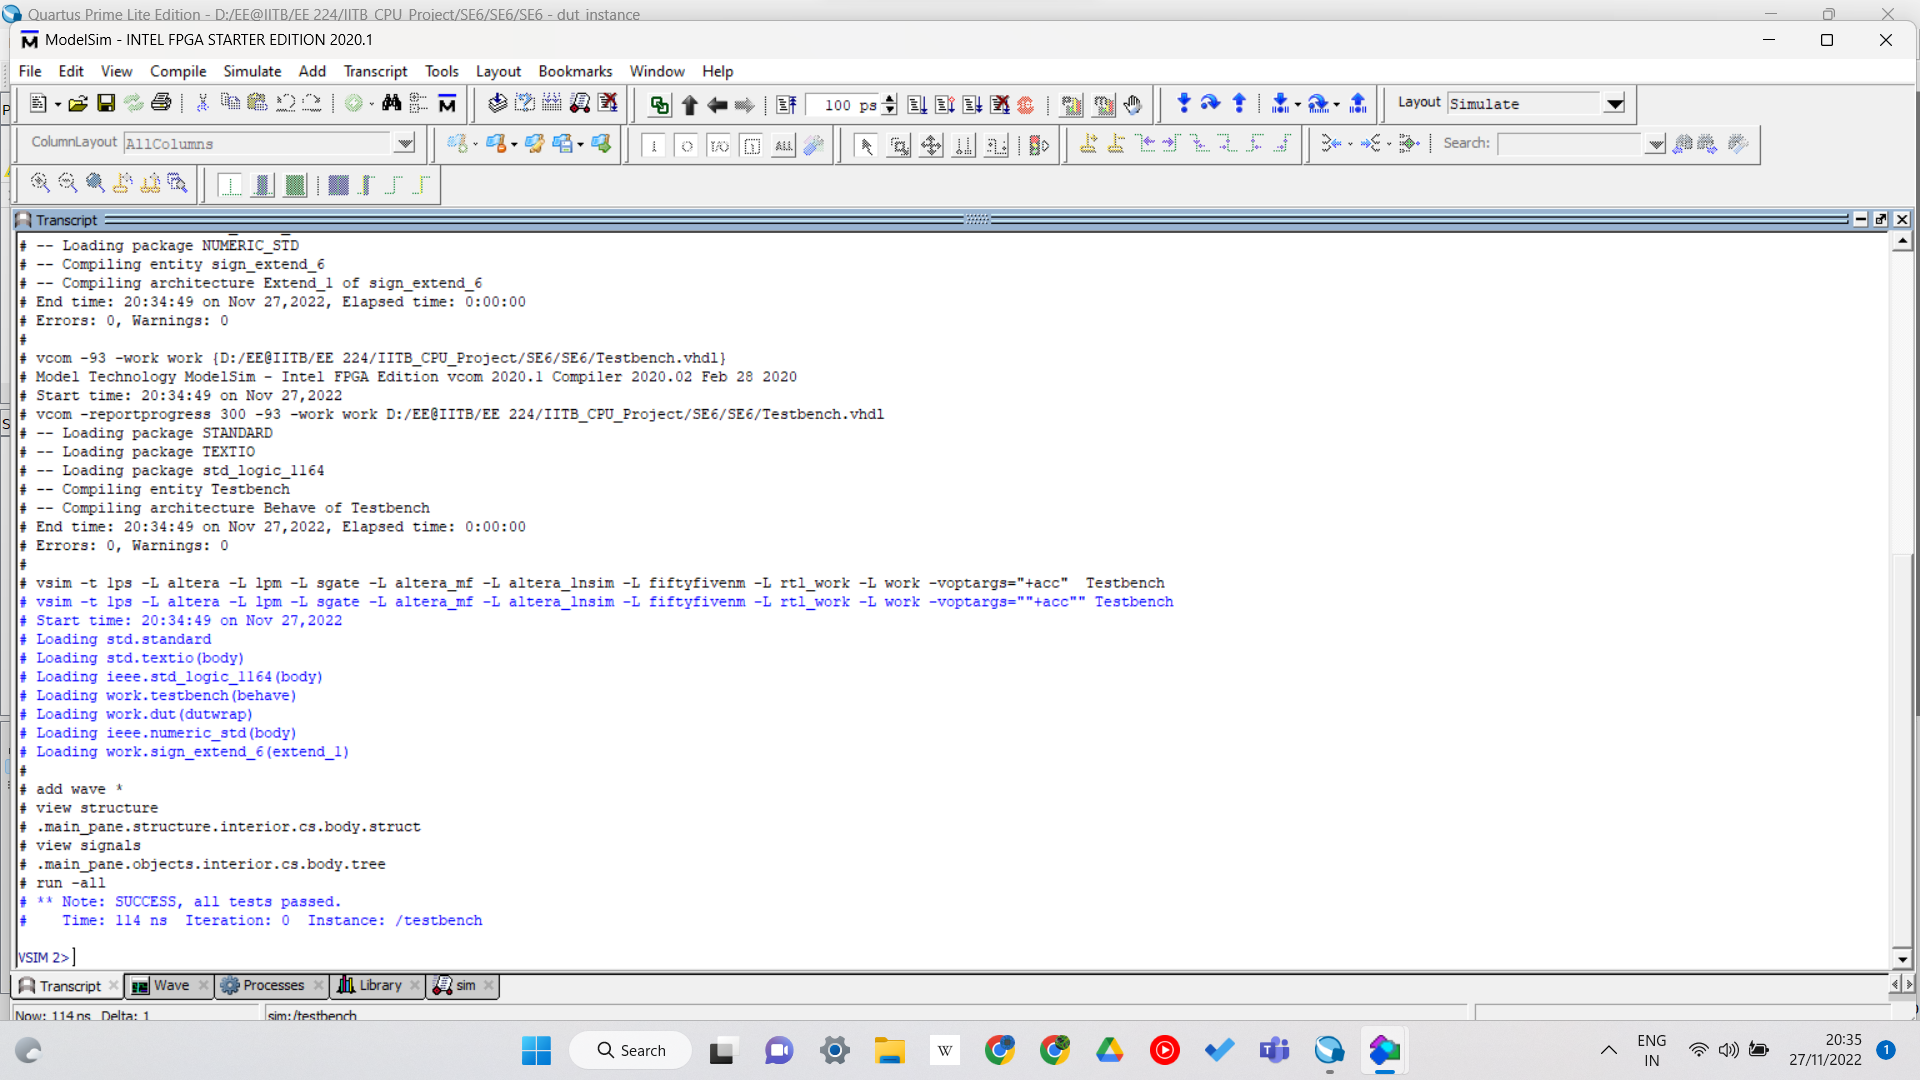 Quartus Prime Lite Edition - D:/EE@IITB/EE 224/IITB_CPU_Project/SE6/SE6/SE6 - dut_instance
ModelSim - INTEL FPGA STARTER EDITION 2020.1
File Edit View Compile Simulate Add Transcript Tools Layout Bookmarks Window Help
100 ps
Layout Simulate
ColumnLayout AllColumns
ALL
Search:
Transcript
# -- Loading package NUMERIC_STD
# -- Compiling entity sign_extend_6
# -- Compiling architecture Extend_1 of sign_extend_6
# End time: 20:34:49 on Nov 27,2022, Elapsed time: 0:00:00
# Errors: 0, Warnings: 0
#
# vcom -93 -work work {D:/EE@IITB/EE 224/IITB_CPU_Project/SE6/SE6/Testbench.vhdl}
# Model Technology ModelSim - Intel FPGA Edition vcom 2020.1 Compiler 2020.02 Feb 28 2020
# Start time: 20:34:49 on Nov 27,2022
# vcom -reportprogress 300 -93 -work work D:/EE@IITB/EE 224/IITB_CPU_Project/SE6/SE6/Testbench.vhdl
# -- Loading package STANDARD
# -- Loading package TEXTIO
# -- Loading package std_logic_1164
# -- Compiling entity Testbench
# -- Compiling architecture Behave of Testbench
# End time: 20:34:49 on Nov 27,2022, Elapsed time: 0:00:00
# Errors: 0, Warnings: 0
#
# vsim -t 1ps -L altera -L lpm -L sgate -L altera_mf -L altera_lnsim -L fiftyfivenm -L rtl_work -L work -voptargs="+acc"  Testbench
# vsim -t 1ps -L altera -L lpm -L sgate -L altera_mf -L altera_lnsim -L fiftyfivenm -L rtl_work -L work -voptargs=""+acc"" Testbench
# Start time: 20:34:49 on Nov 27,2022
# Loading std.standard
# Loading std.textio(body)
# Loading ieee.std_logic_1164(body)
# Loading work.testbench(behave)
# Loading work.dut(dutwrap)
# Loading ieee.numeric_std(body)
# Loading work.sign_extend_6(extend_1)
#
# add wave *
# view structure
# .main_pane.structure.interior.cs.body.struct
# view signals
# .main_pane.objects.interior.cs.body.tree
# run -all
# ** Note: SUCCESS, all tests passed.
#    Time: 114 ns  Iteration: 0  Instance: /testbench
VSIM 2>
Transcript Wave Processes Library sim
Now: 114 ns Delta: 1 sim:/testbench
Search
W
ENG
IN
20:35
27/11/2022
1